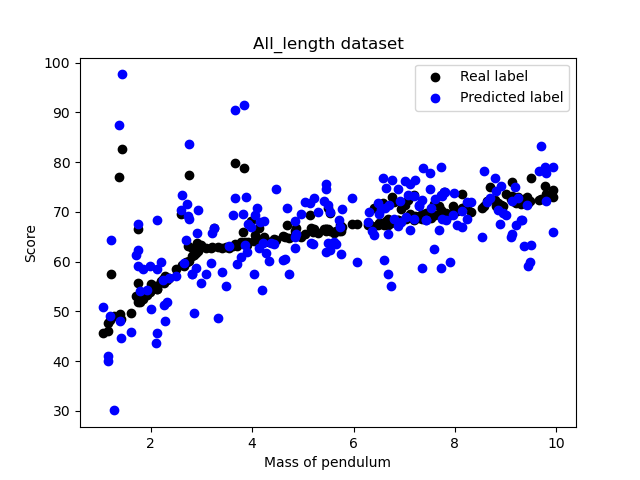 All_length dataset
Real label
Predicted label
100
90
80
70
60
50
40
30
Score
2
4
6
8
10
Mass of pendulum